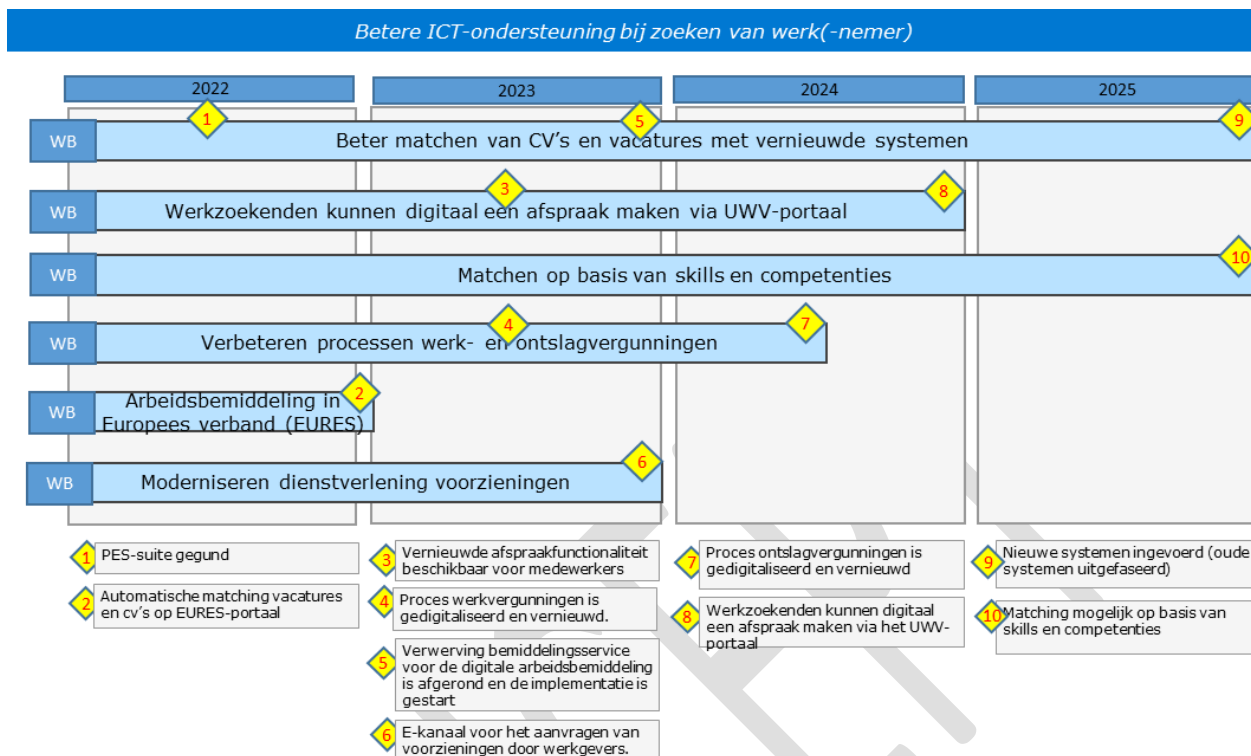 Betere ICT-ondersteuning bij zoeken van werk(-nemer)
2022
2023
2024
2025
1
5
9
WB
Beter matchen van CV's en vacatures met vernieuwde systemen
3
8
WB
Werkzoekenden kunnen digitaal een afspraak maken via UWV-portaal
10
WB
Matchen op basis van skills en competenties
4
7
WB
Verbeteren processen werk- en ontslagvergunningen
2
WB
Arbeidsbemiddeling in
Europees verband (EURES)
6
WB
Moderniseren dienstverlening voorzieningen
1
PES-suite gegund
2
Automatische matching vacatures
en cv's op EURES-portaal
3
Vernieuwde afspraakfunctionaliteit
beschikbaar voor medewerkers
4
Proces werkvergunningen is
gedigitaliseerd en vernieuwd.
5
Verwerving bemiddelingsservice
voor de digitale arbeidsbemiddeling
is afgerond en de implementatie is
gestart
6
E-kanaal voor het aanvragen van
voorzieningen door werkgevers.
7
Proces ontslagvergunningen is
gedigitaliseerd en vernieuwd
8
Werkzoekenden kunnen digitaal
een afspraak maken via het UWV-
portaal
9
Nieuwe systemen ingevoerd (oude
systemen uitgefaseerd)
10
Matching mogelijk op basis van
skills en competenties